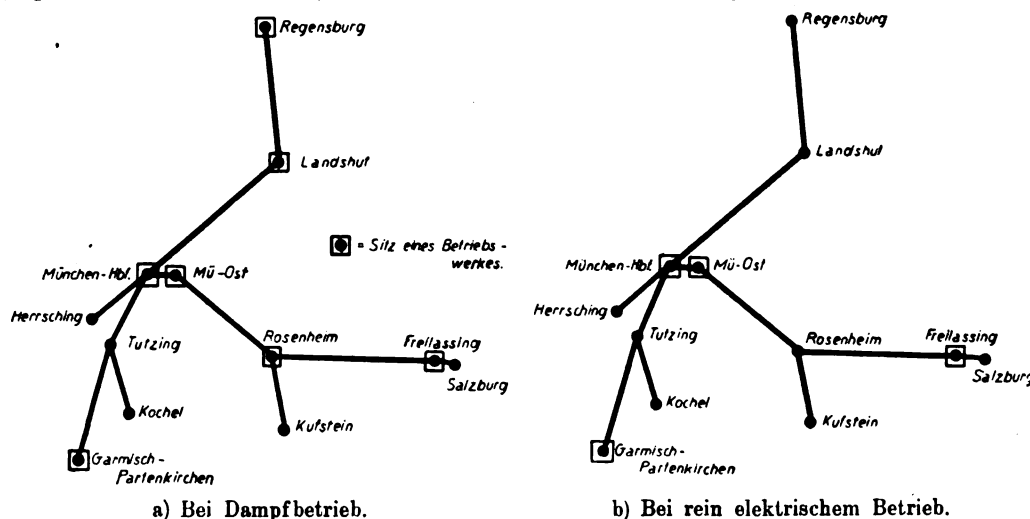 Regensburg
Landshut
= Sitz eines Betriebs-
werkes.
München-Hbf.
Mü-Ost
Herrsching
Tutzing
Rosenheim
Freilassing
Salzburg
Kochel
Kufstein
Garmisch-
Partenkirchen
a) Bei Dampfbetrieb.
Regensburg
Landshut
München-Hbf.
Mü-Ost
Herrsching
Tutzing
Rosenheim
Freilassing
Salzburg
Kochel
Kufstein
Garmisch-
Partenkirchen
b) Bei rein elektrischem Betrieb.